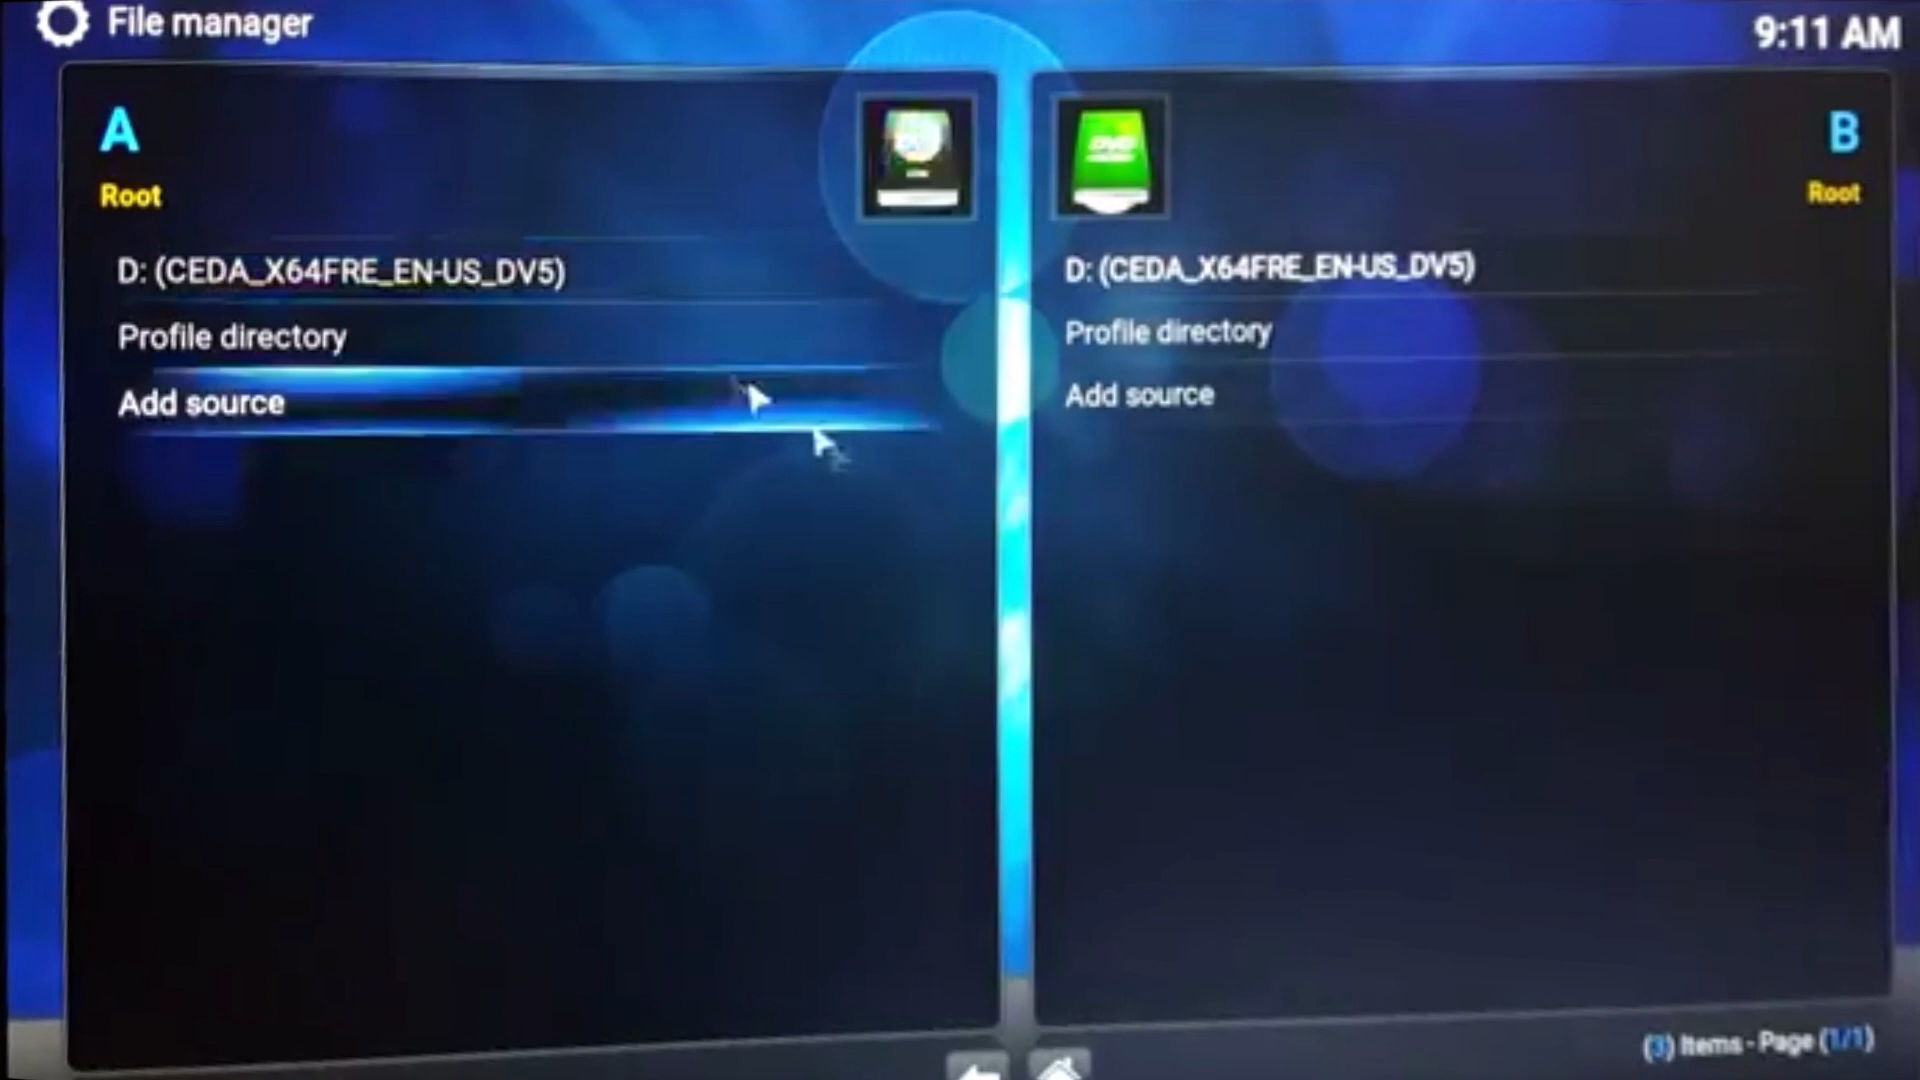 File manager
9:11 AM
A
Root
D: (CEDA_X64FRE_EN-US_DV5)
Profile directory
Add source
DVD
B
Root
D: (CEDA_X64FRE_EN-US_DV5)
Profile directory
Add source
(3) Items - Page (1/1)